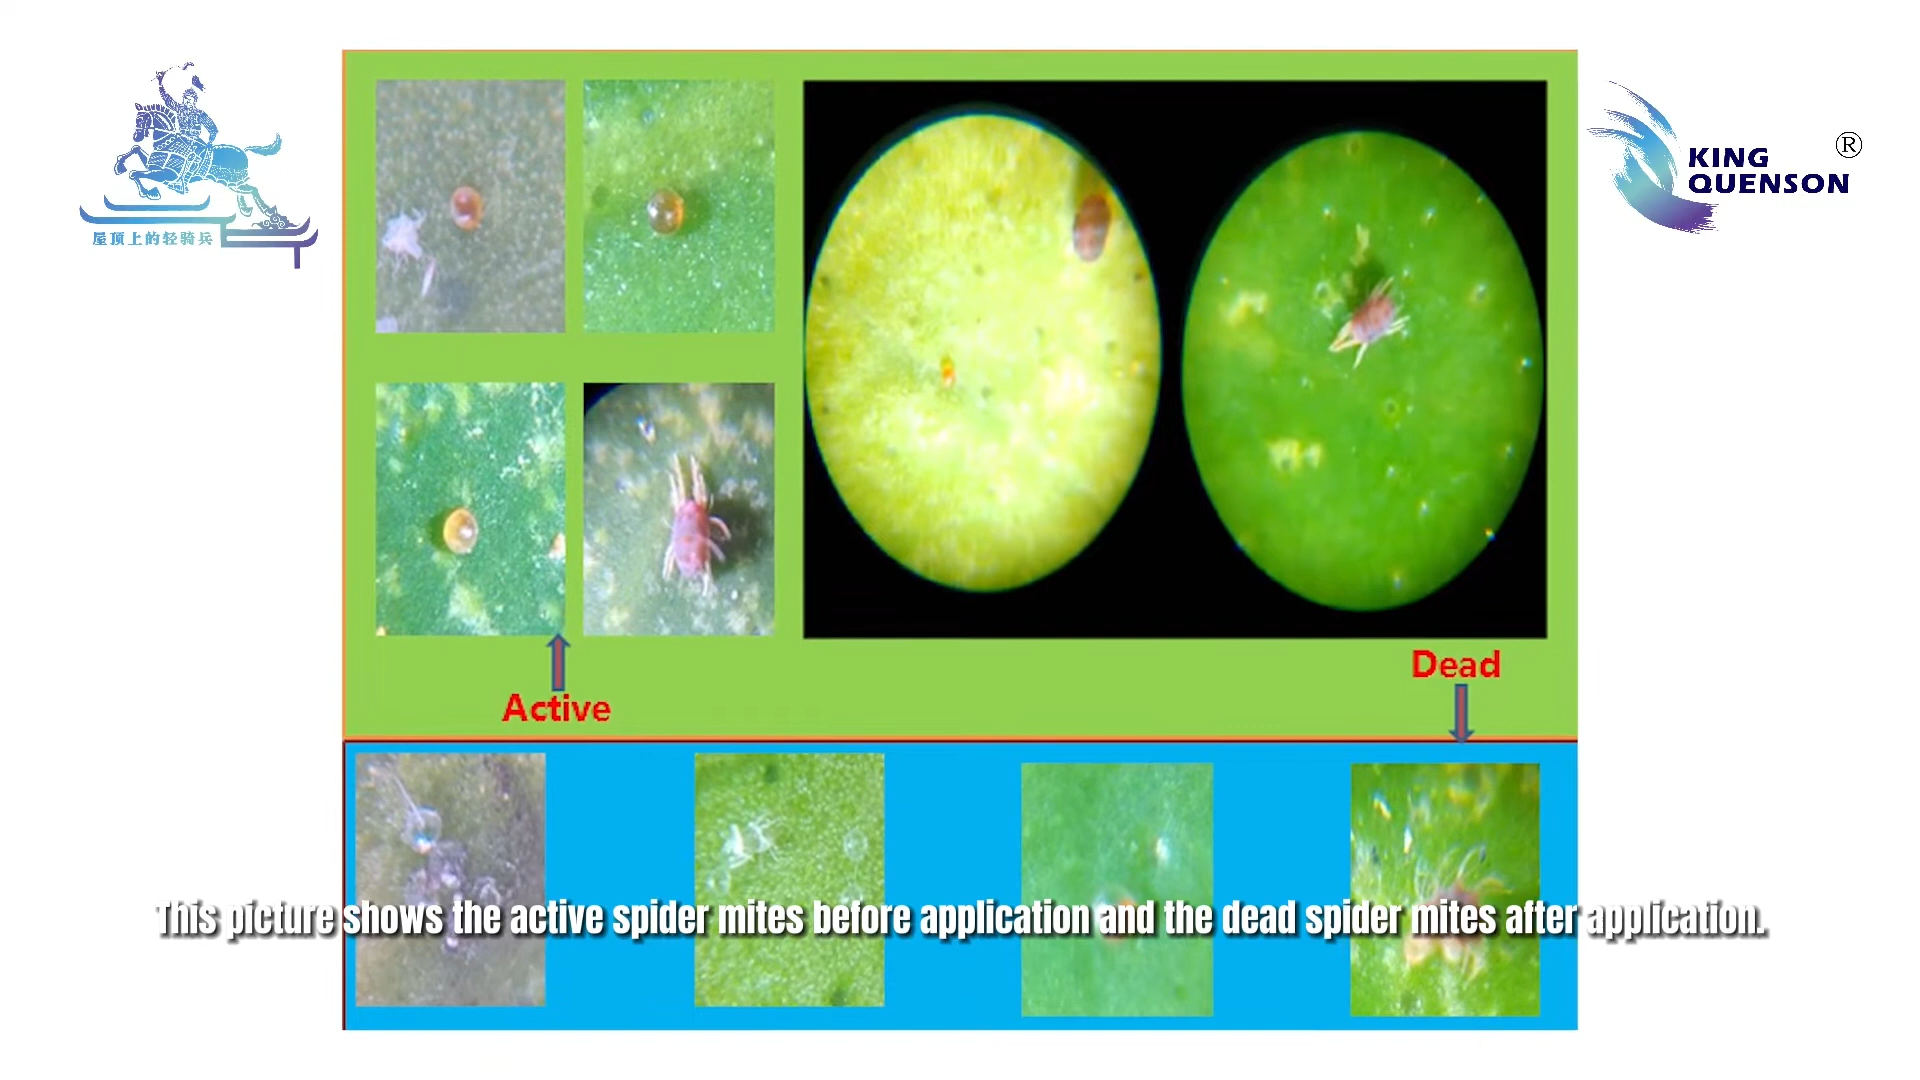 屋顶上的轻骑兵
KING
QUENSON
®
Active
Dead
This picture shows the active spider mites before application and the dead spider mites after application.